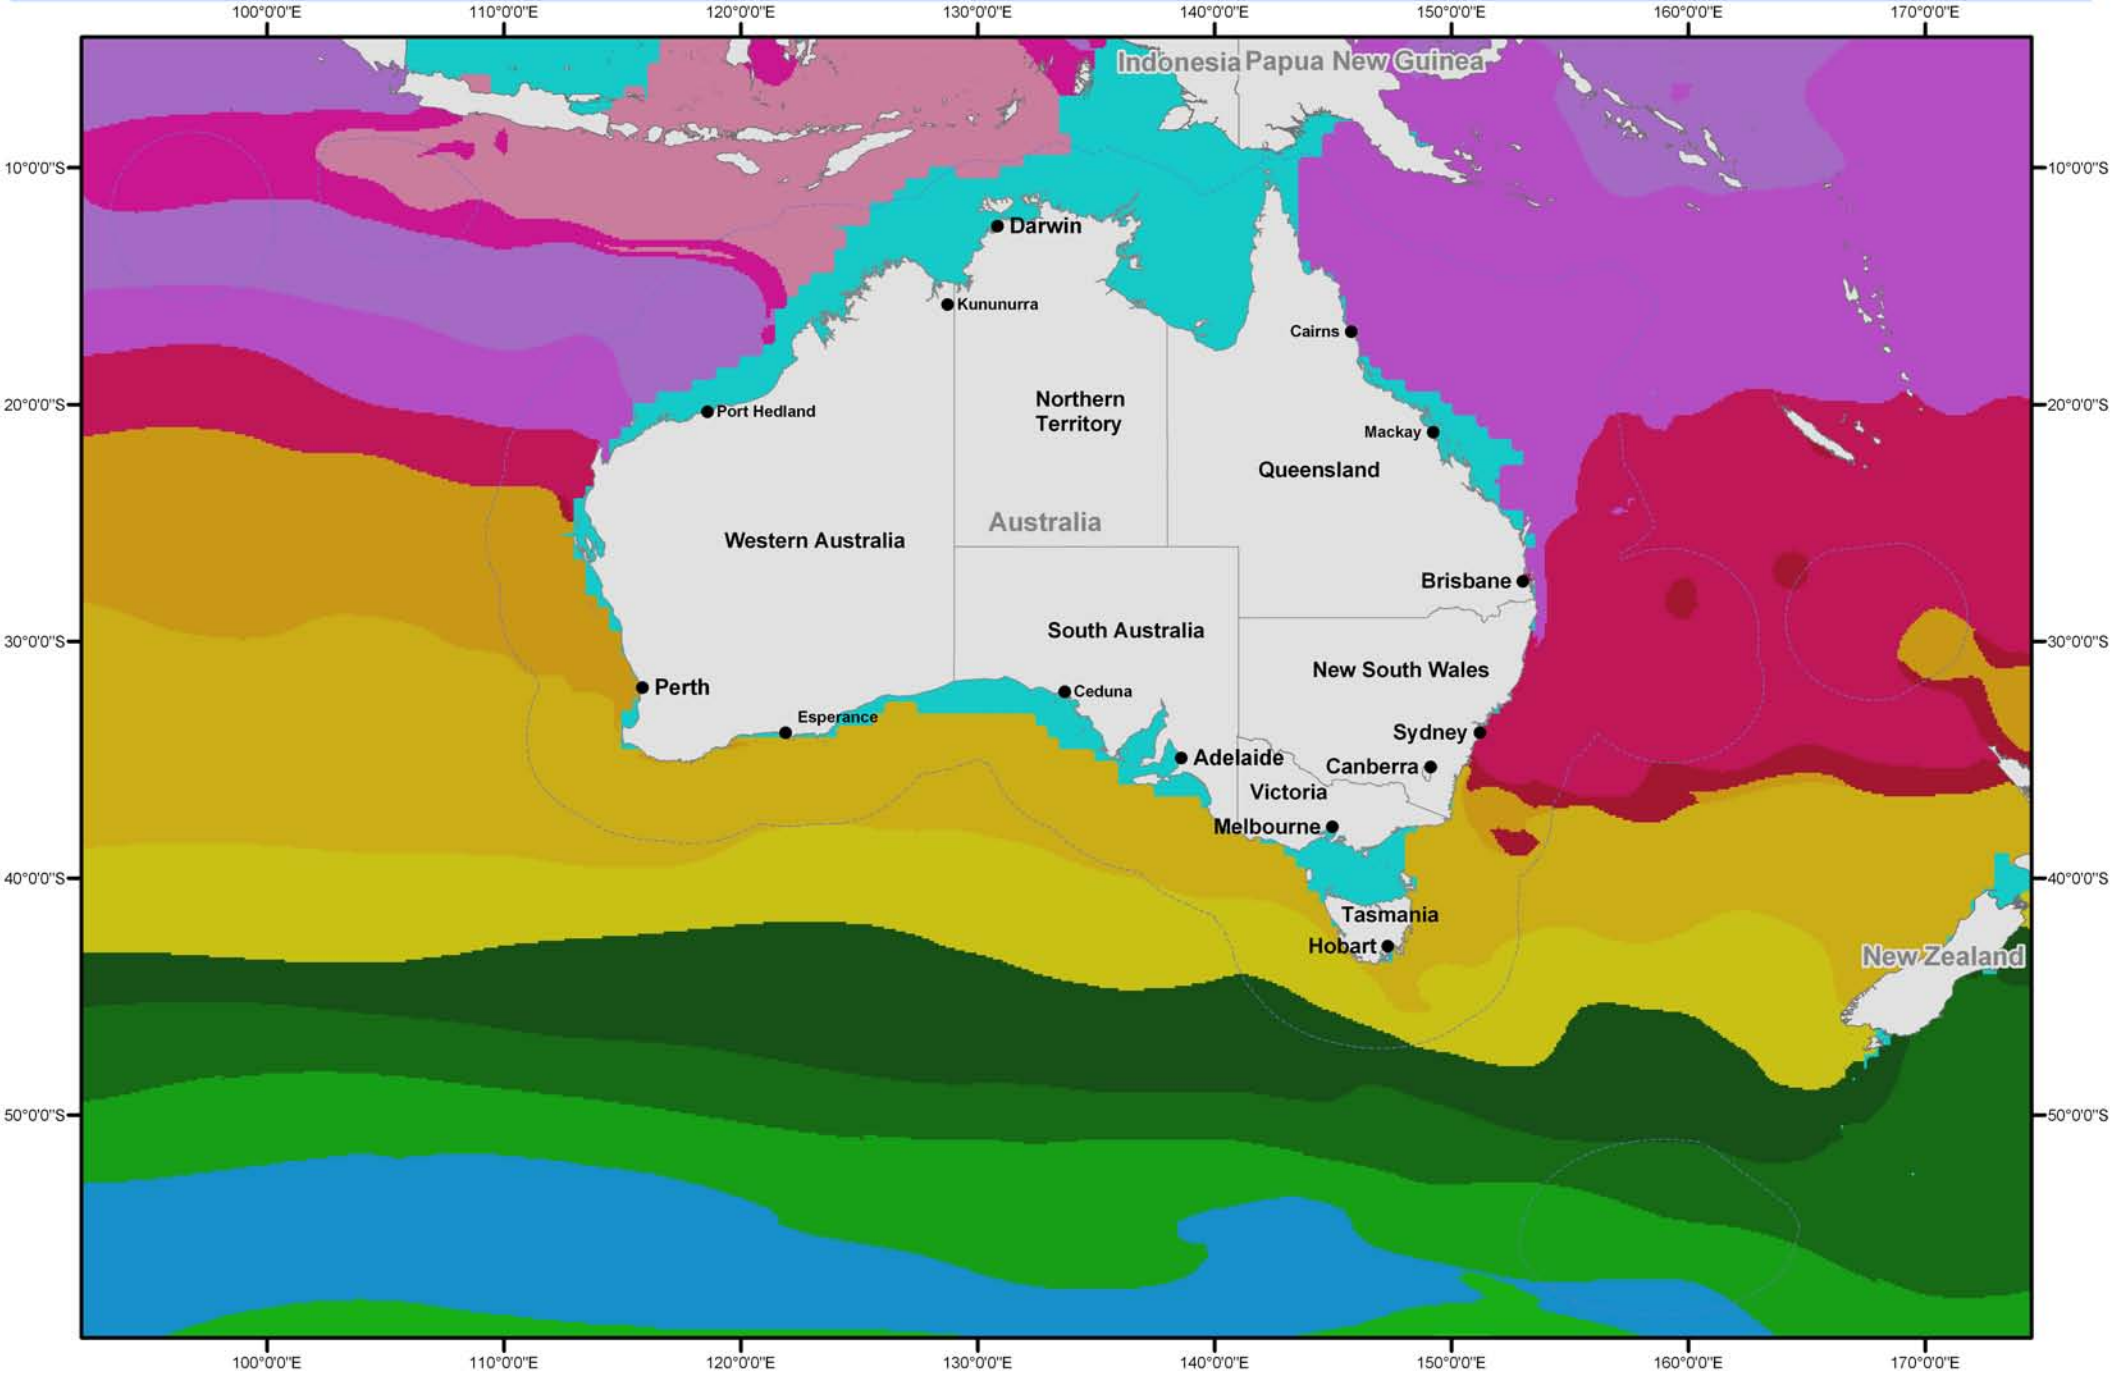 100°0'0"E 110°0'0"E 120°0'0"E 130°0'0"E 140°0'0"E 150°0'0"E 160°0'0"E 170°0'0"E
Indonesia Papua New Guinea
10°0'0"S 10°0'0"S
Darwin
Kununurra
Cairns
20°0'0"S 20°0'0"S
Port Hedland
Northern
Territory
Mackay
Queensland
Australia
Western Australia
Brisbane
30°0'0"S 30°0'0"S
South Australia
New South Wales
Perth
Ceduna
Esperance
Sydney
Adelaide
Canberra
Victoria
Melbourne
40°0'0"S 40°0'0"S
Tasmania
Hobart
New Zealand
50°0'0"S 50°0'0"S
100°0'0"E 110°0'0"E 120°0'0"E 130°0'0"E 140°0'0"E 150°0'0"E 160°0'0"E 170°0'0"E